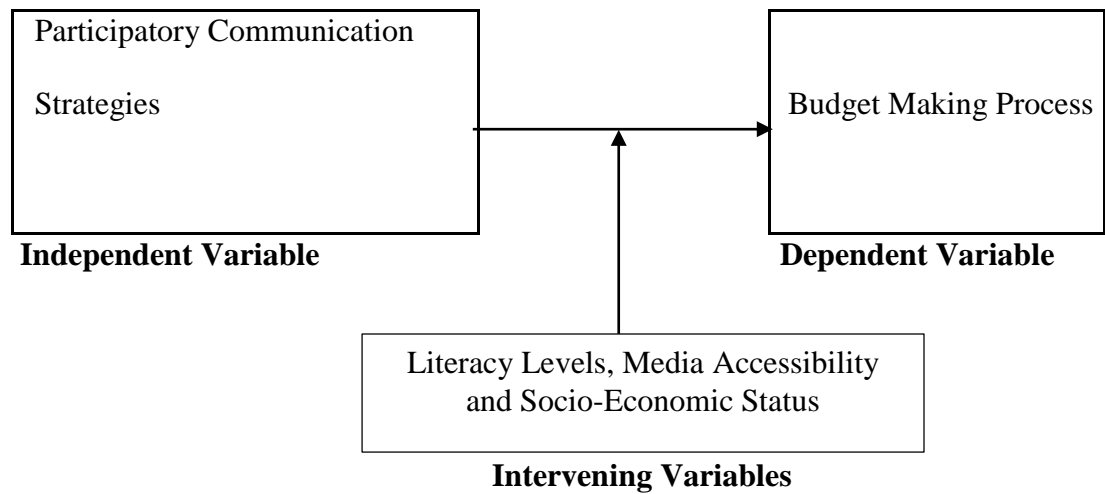 Participatory Communication
Strategies
Budget Making Process
Independent Variable
Dependent Variable
Literacy Levels, Media Accessibility
and Socio-Economic Status
Intervening Variables